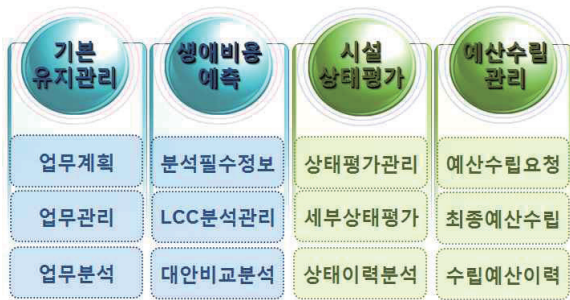 기본
유지관리
생애비용
예측
시설
상태평가
예산수립
관리
업무계획
분석필수정보
상태평가관리
예산수립요청
업무관리
LCC분석관리
세부상태평가
최종예산수립
업무분석
대안비교분석
상태이력분석
수립예산이력